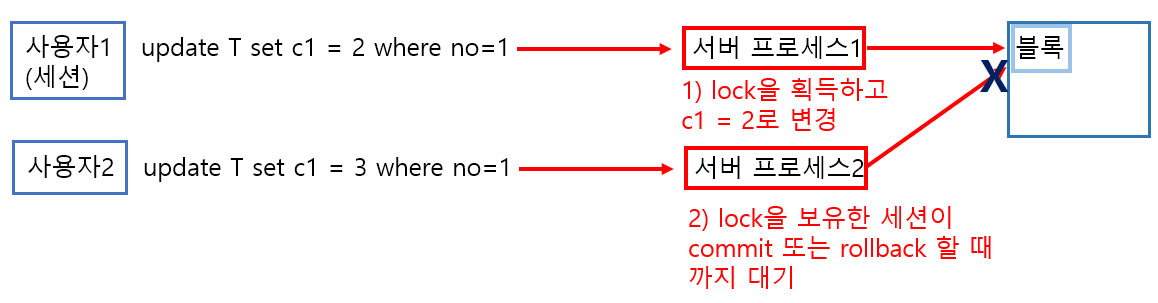 사용자1
(세션)
update T set c1 = 2 where no=1
서버 프로세스1
블록
X
1) lock을 획득하고
c1 = 2로 변경
사용자2
update T set c1 = 3 where no=1
서버 프로세스2
2) lock을 보유한 세션이
commit 또는 rollback 할 때
까지 대기